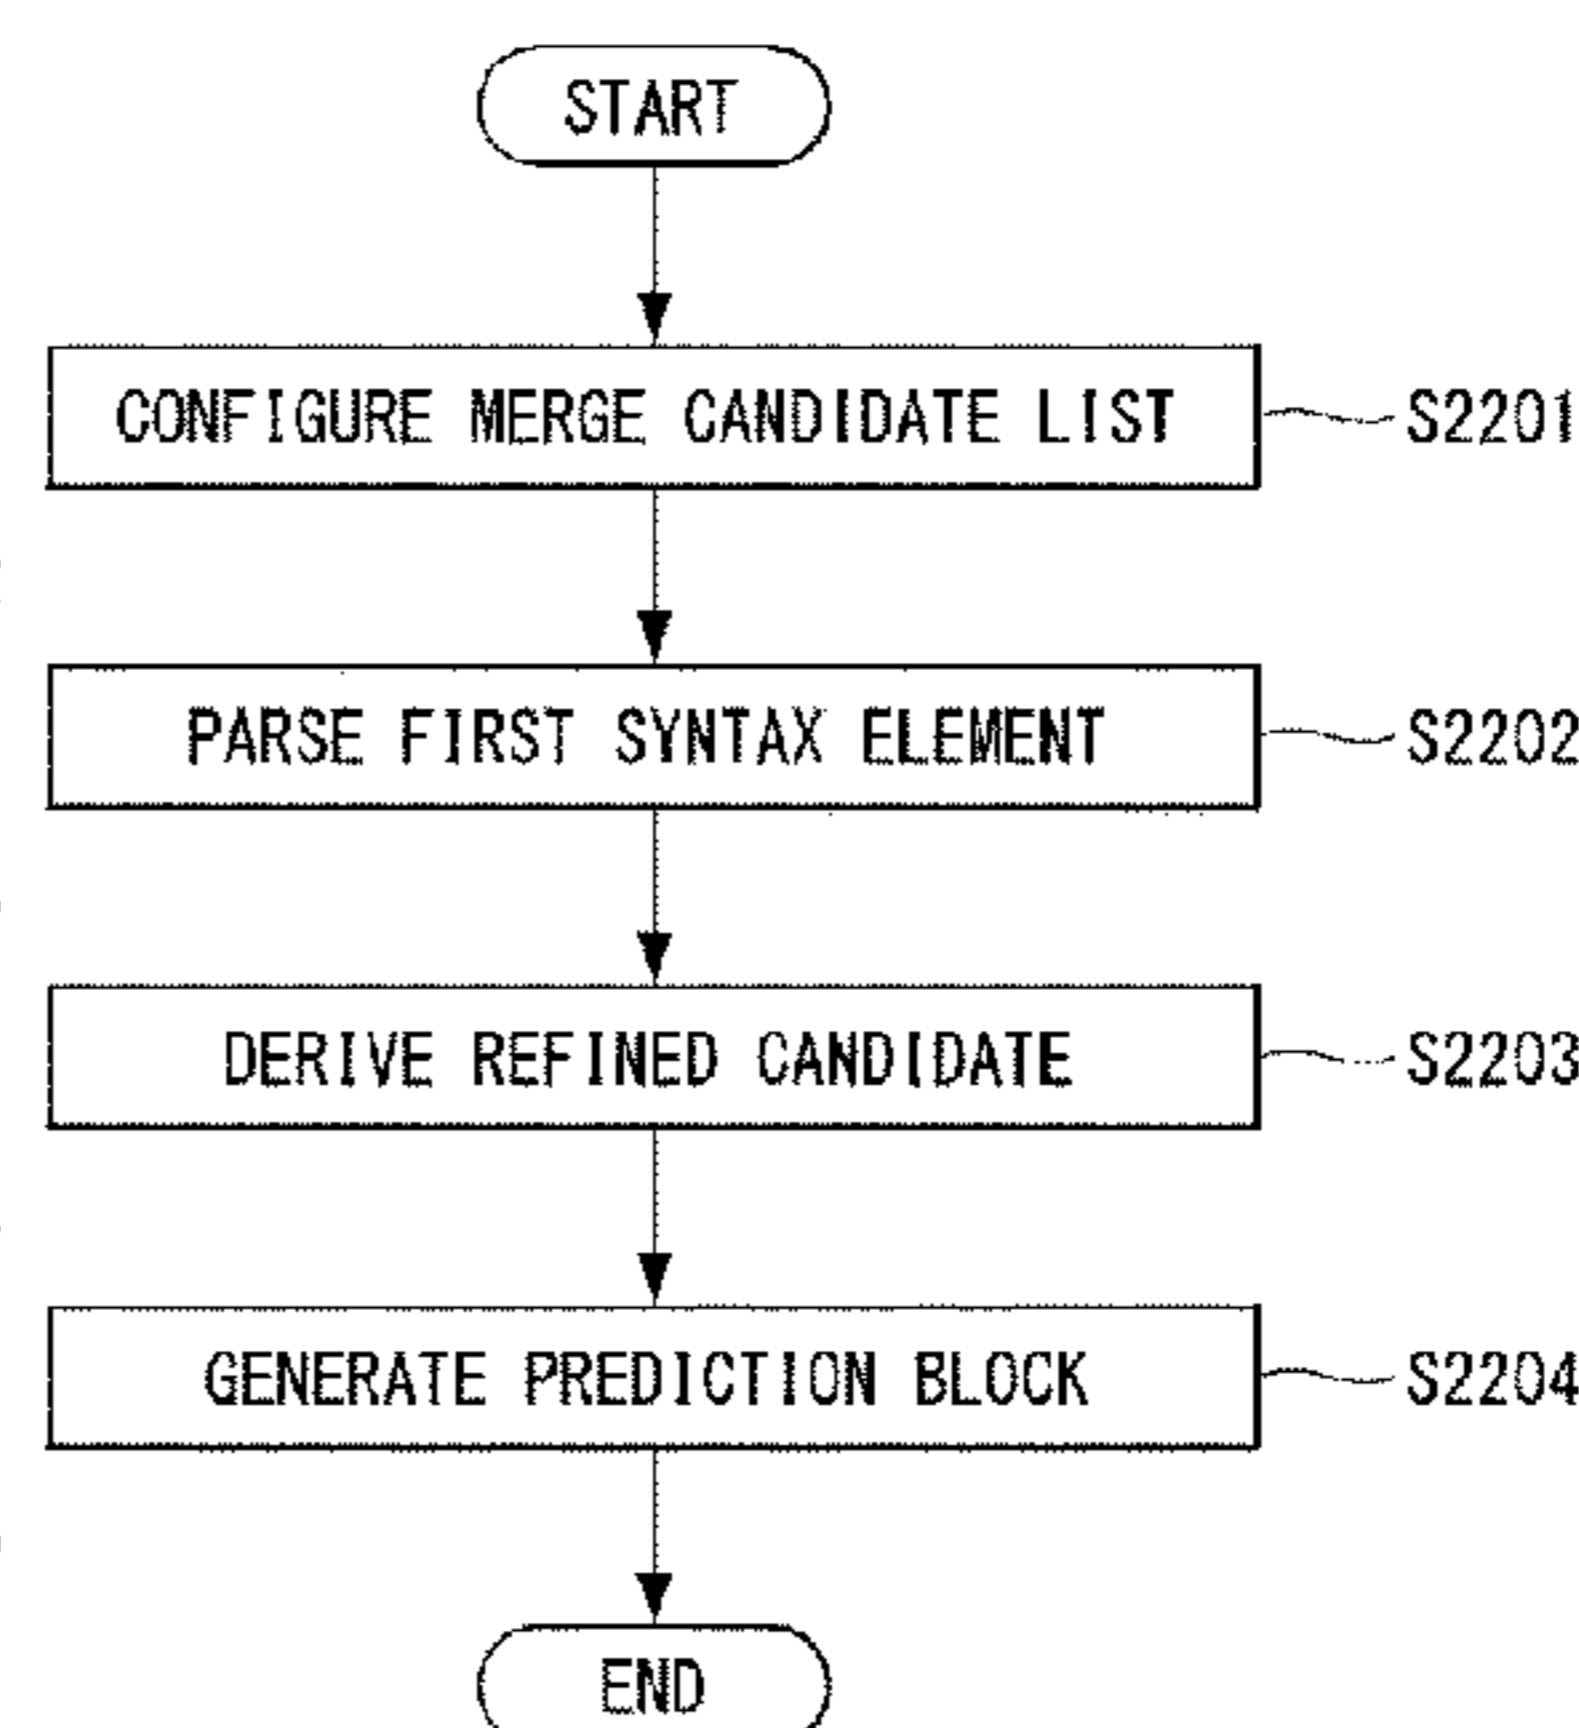 START
CONFIGURE MERGE CANDIDATE LIST
S2201
PARSE FIRST SYNTAX ELEMENT
S2202
DERIVE REFINED CANDIDATE
S2203
GENERATE PREDICTION BLOCK
S2204
END